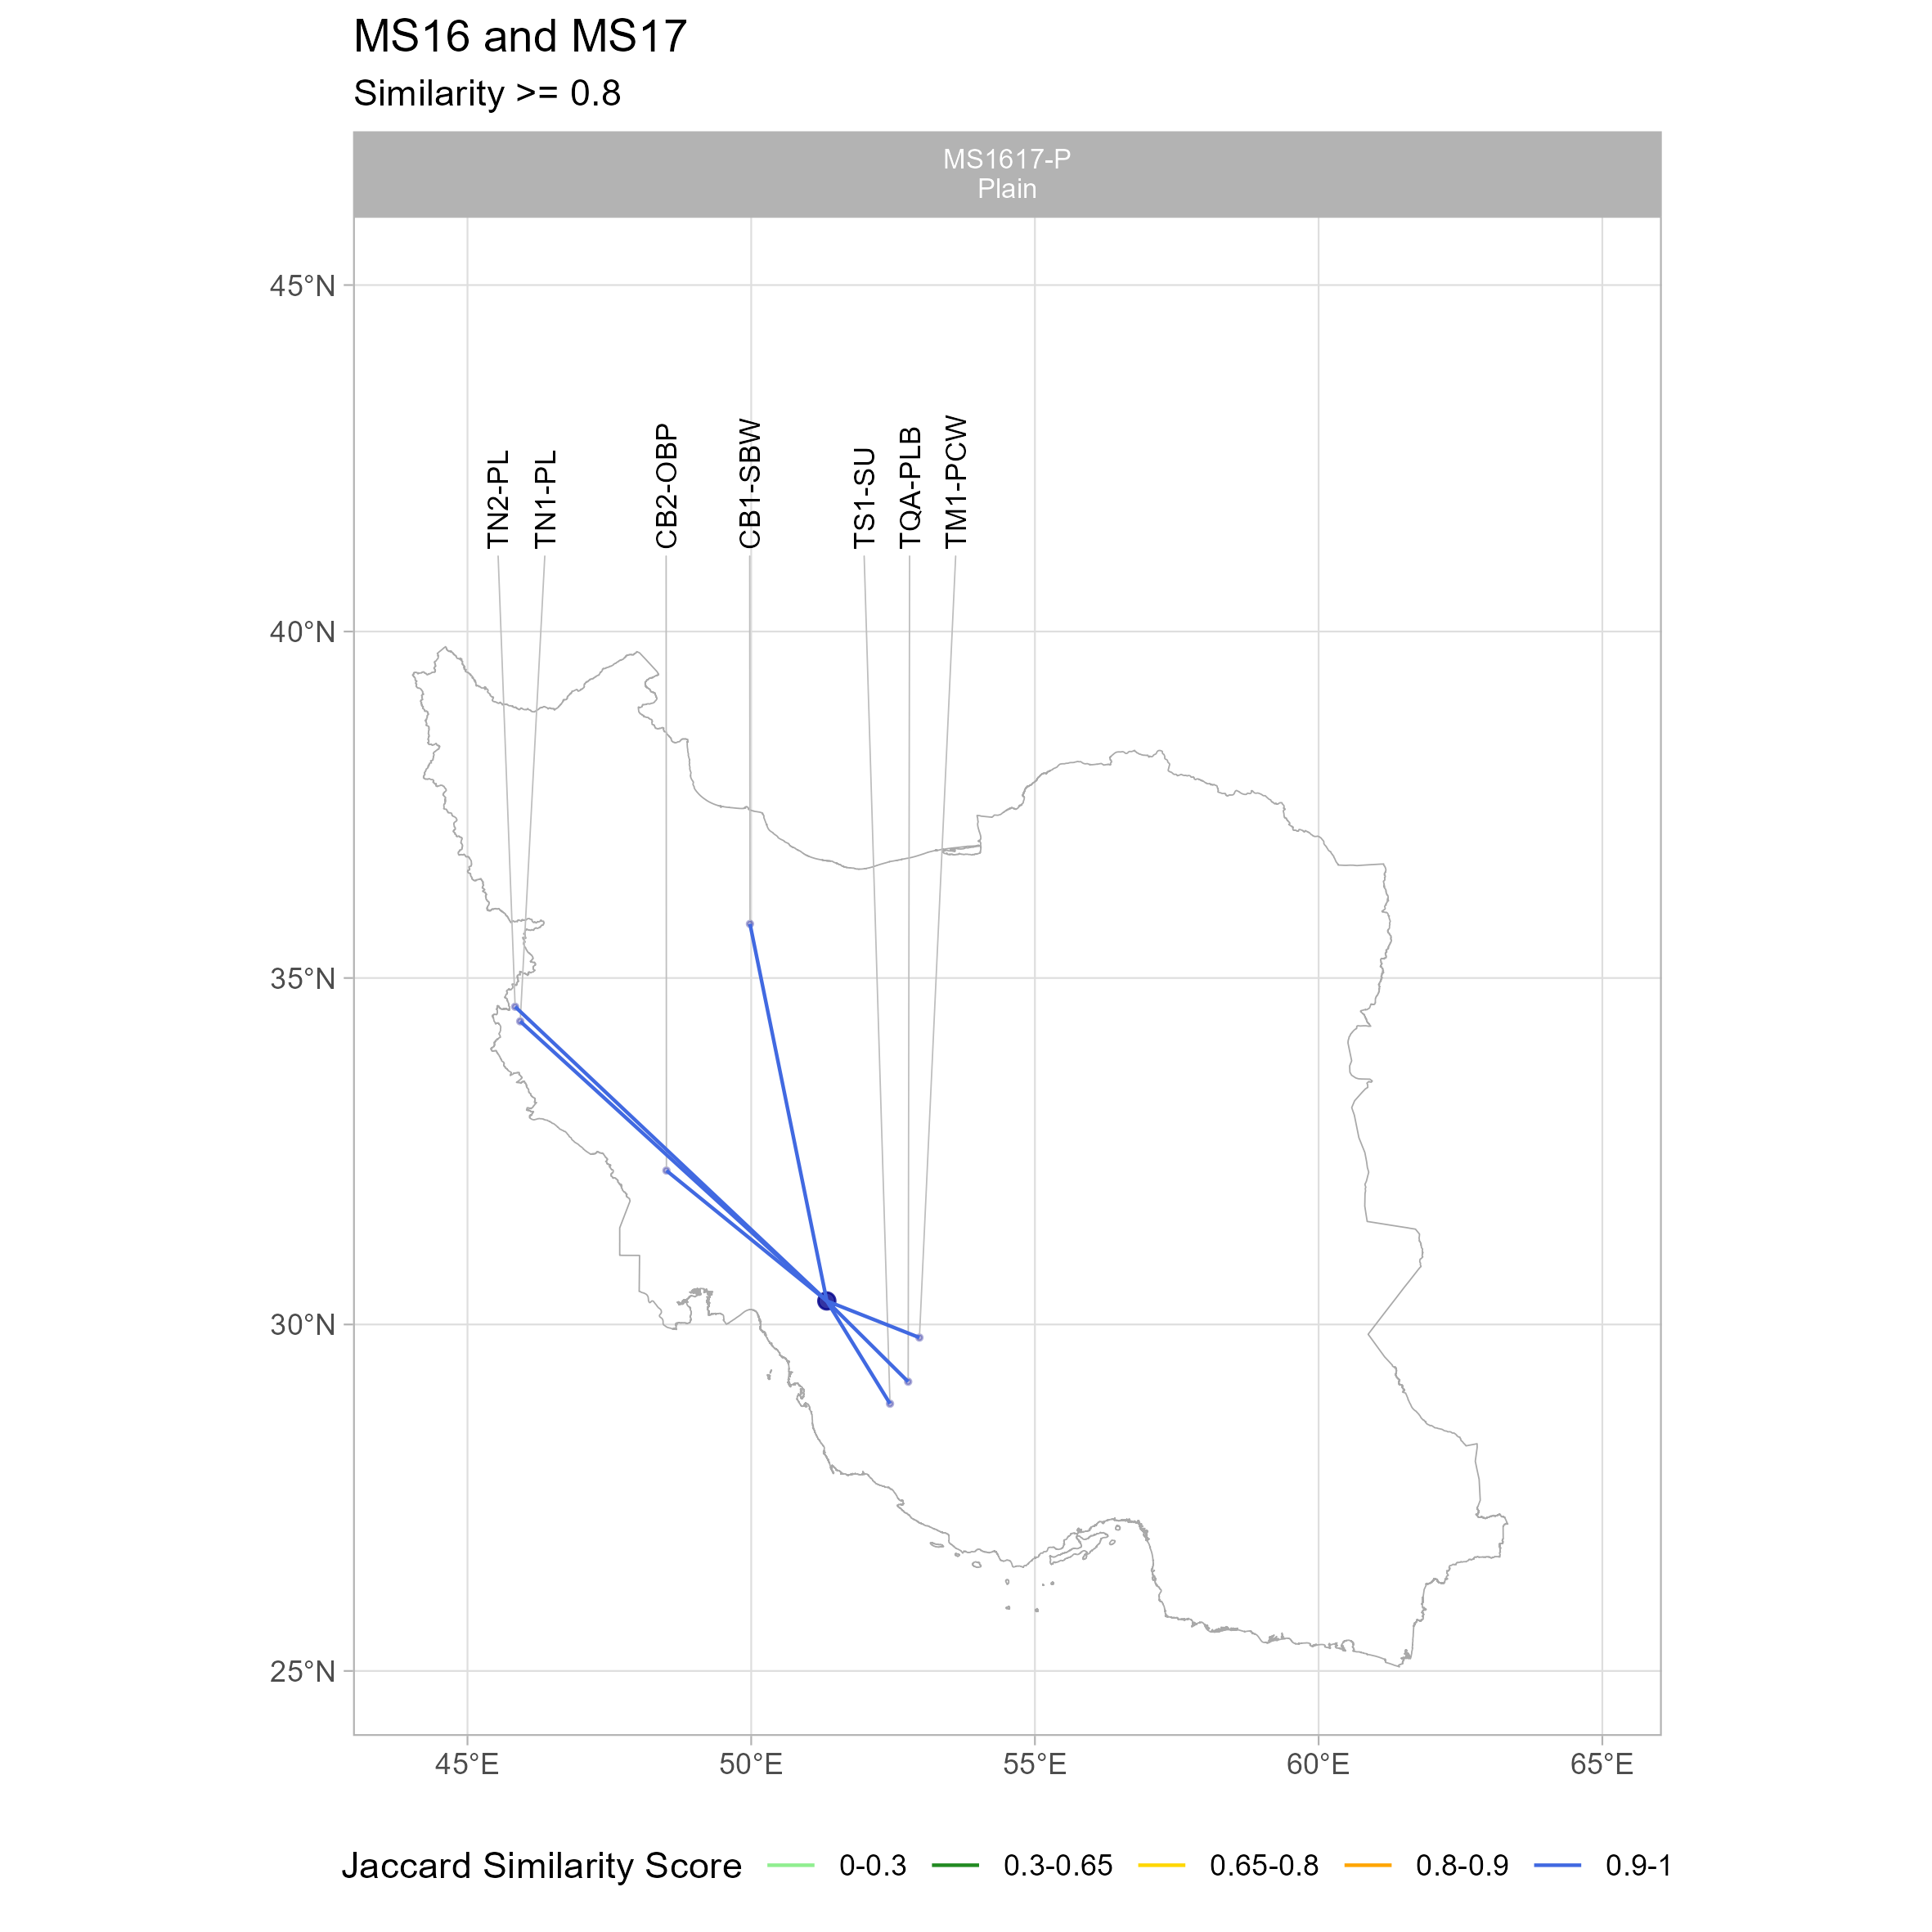 MS16 and MS17
Similarity >= 0.8
MS1617-P
Plain
45°N
40°N
35°N
30°N
25°N
TN2-PL
TN1-PL
CB2-OBP
CB1-SBW
TS1-SU
TQA-PLB
TM1-PCW
45°E 50°E 55°E 60°E 65°E
Jaccard Similarity Score 0-0.3 0.3-0.65 0.65-0.8 0.8-0.9 0.9-1